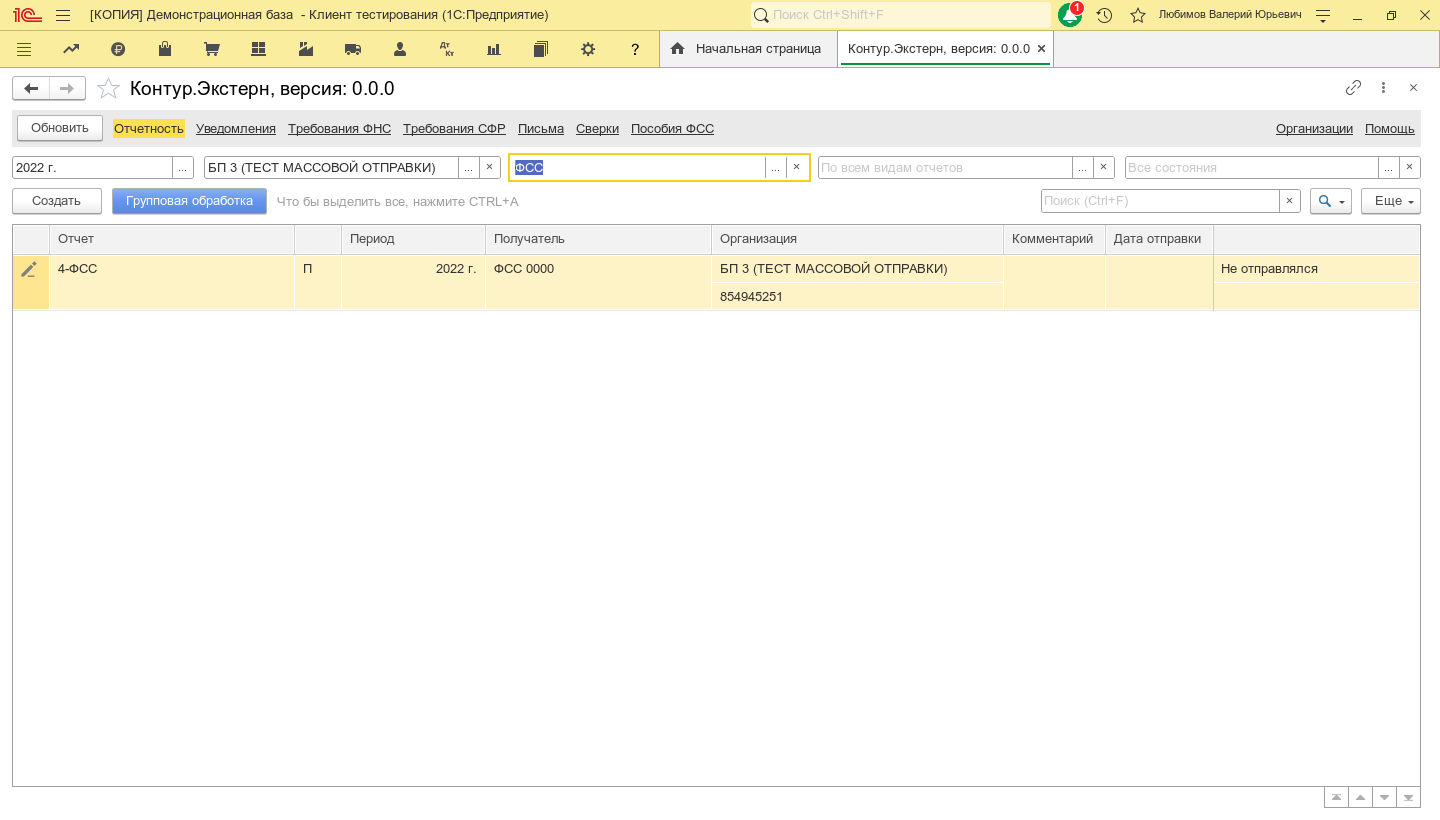 [КОПИЯ] Демонстрационная база - Клиент тестирования (1С:Предприятие)
Поиск Ctrl+Shift+F
1
Любимов Валерий Юрьевич
Дт Кт
?
Начальная страница
Контур.Экстерн, версия: 0.0.0
Контур.Экстерн, версия: 0.0.0
Обновить
Отчетность
Уведомления
Требования ФНС
Требования СФР
Письма
Сверки
Пособия ФСС
Организации
Помощь
2022 г.
...
БП 3 (ТЕСТ МАССОВОЙ ОТПРАВКИ)
...
ФСС
...
По всем видам отчетов
...
Все состояния
...
Создать
Групповая обработка
Что бы выделить все, нажмите CTRL+A
Поиск (Ctrl+F)
Еще
Отчет
Период
Получатель
Организация
Комментарий
Дата отправки
4-ФСС
П
2022 г.
ФСС 0000
БП 3 (ТЕСТ МАССОВОЙ ОТПРАВКИ)
Не отправлялся
854945251